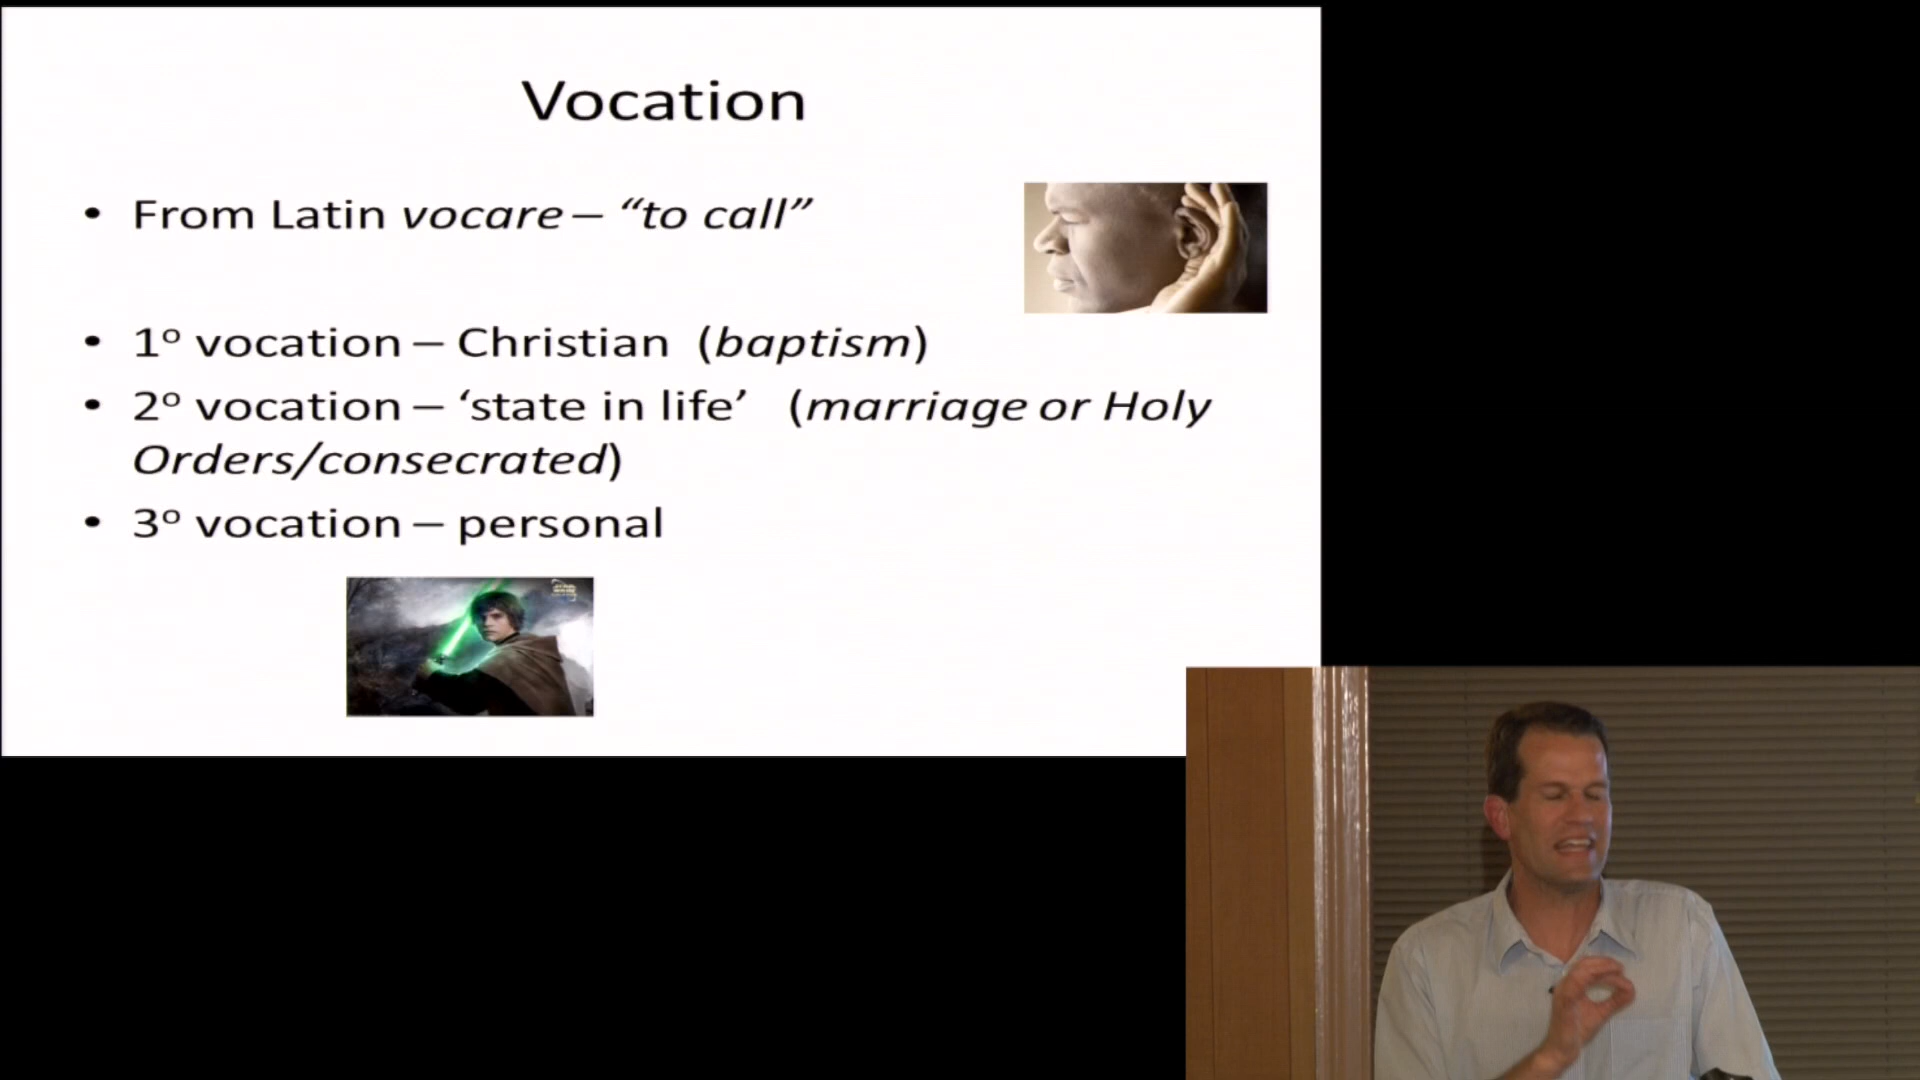 Vocation
• From Latin vocare – “to call”
• 1º vocation – Christian (baptism)
• 2º vocation – ‘state in life’ (marriage or Holy
Orders/consecrated)
• 3º vocation – personal